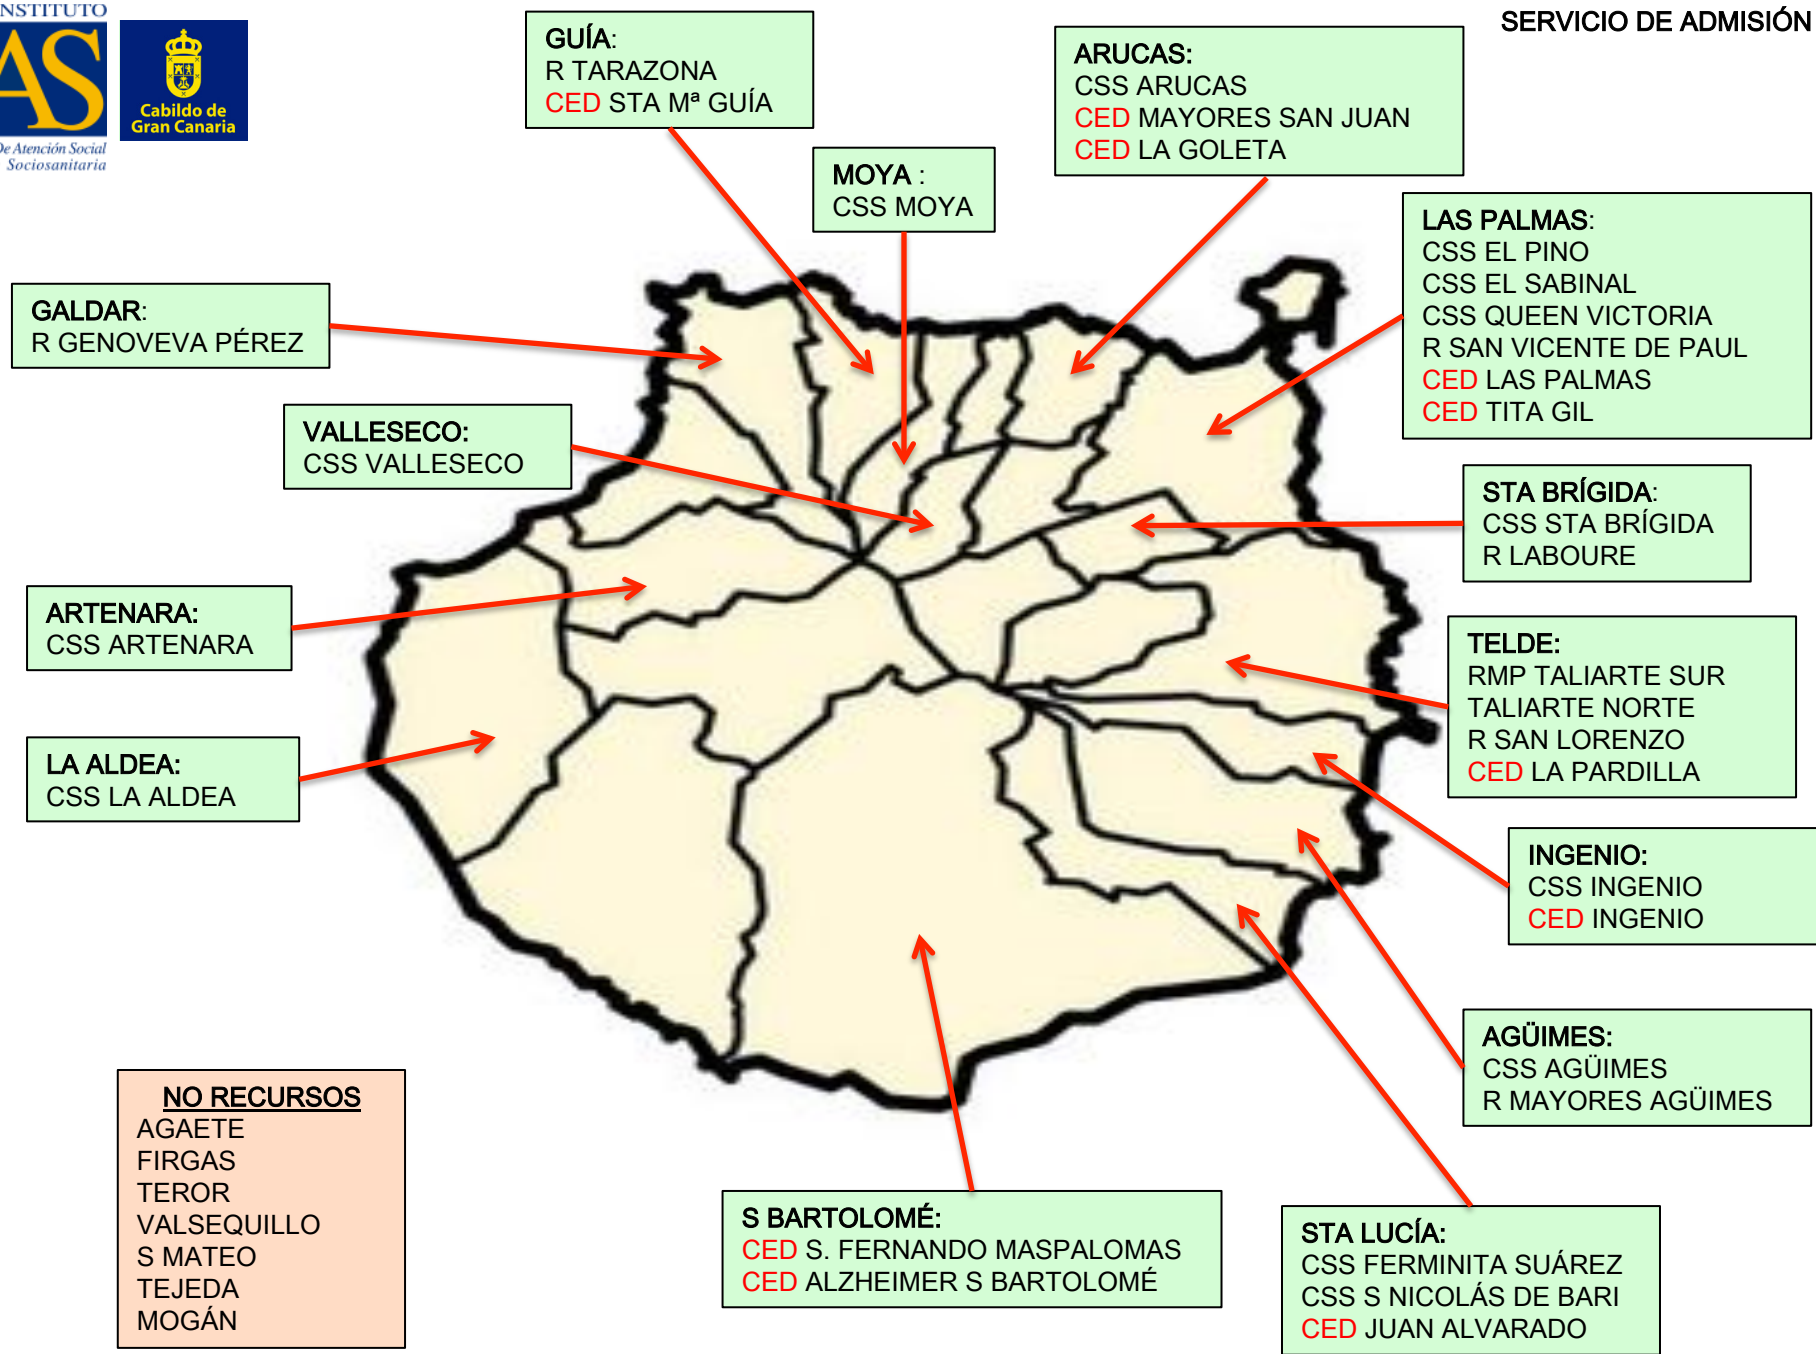 INSTITUTO
AS
De Atención Social
Sociosanitaria
Cabildo de
Gran Canaria
SERVICIO DE ADMISIÓN
GUÍA:
R TARAZONA
CED STA Mª GUÍA
ARUCAS:
CSS ARUCAS
CED MAYORES SAN JUAN
CED LA GOLETA
MOYA :
CSS MOYA
LAS PALMAS:
CSS EL PINO
CSS EL SABINAL
CSS QUEEN VICTORIA
R SAN VICENTE DE PAUL
CED LAS PALMAS
CED TITA GIL
GALDAR:
R GENOVEVA PÉREZ
VALLESECO:
CSS VALLESECO
STA BRÍGIDA:
CSS STA BRÍGIDA
R LABOURE
ARTENARA:
CSS ARTENARA
TELDE:
RMP TALIARTE SUR
TALIARTE NORTE
R SAN LORENZO
CED LA PARDILLA
LA ALDEA:
CSS LA ALDEA
INGENIO:
CSS INGENIO
CED INGENIO
AGÜIMES:
CSS AGÜIMES
R MAYORES AGÜIMES
NO RECURSOS
AGAETE
FIRGAS
TEROR
VALSEQUILLO
S MATEO
TEJEDA
MOGÁN
S BARTOLOMÉ:
CED S. FERNANDO MASPALOMAS
CED ALZHEIMER S BARTOLOMÉ
STA LUCÍA:
CSS FERMINITA SUÁREZ
CSS S NICOLÁS DE BARI
CED JUAN ALVARADO